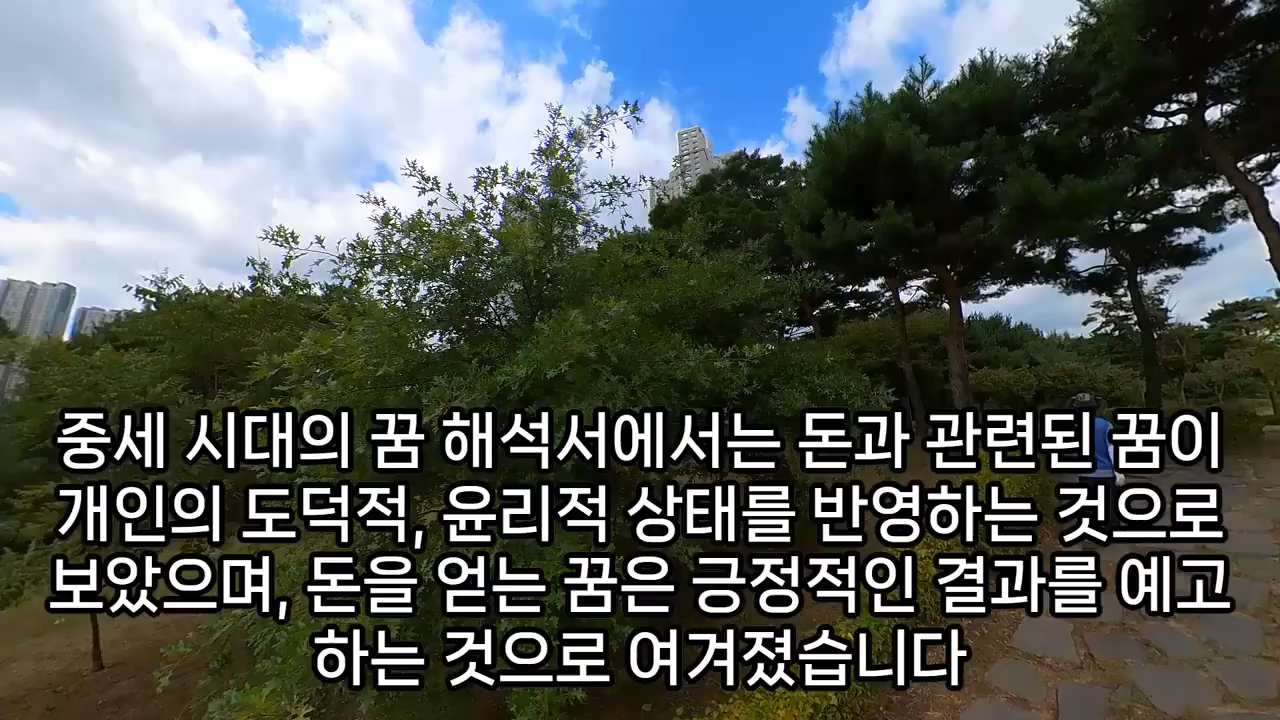 중세 시대의 꿈 해석서에서는 돈과 관련된 꿈이
개인의 도덕적, 윤리적 상태를 반영하는 것으로
보았으며, 돈을 얻는 꿈은 긍정적인 결과를 예고
하는 것으로 여겨졌습니다